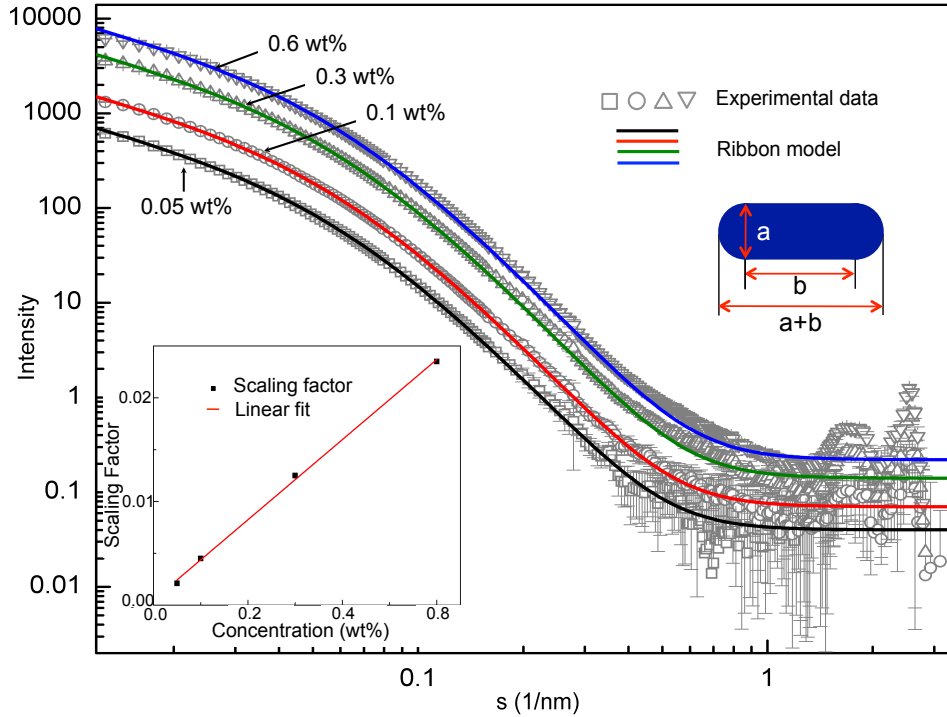 10000
1000
100
10
1
0.1
0.01
Intensity
0.6 wt%
0.3 wt%
0.1 wt%
0.05 wt%
Experimental data
Ribbon model
a
b
a+b
Scaling factor
Linear fit
0.02
0.01
0.00
Scaling Factor
0.0 0.2 0.4 0.8
Concentration (wt%)
0.1 1
s (1/nm)